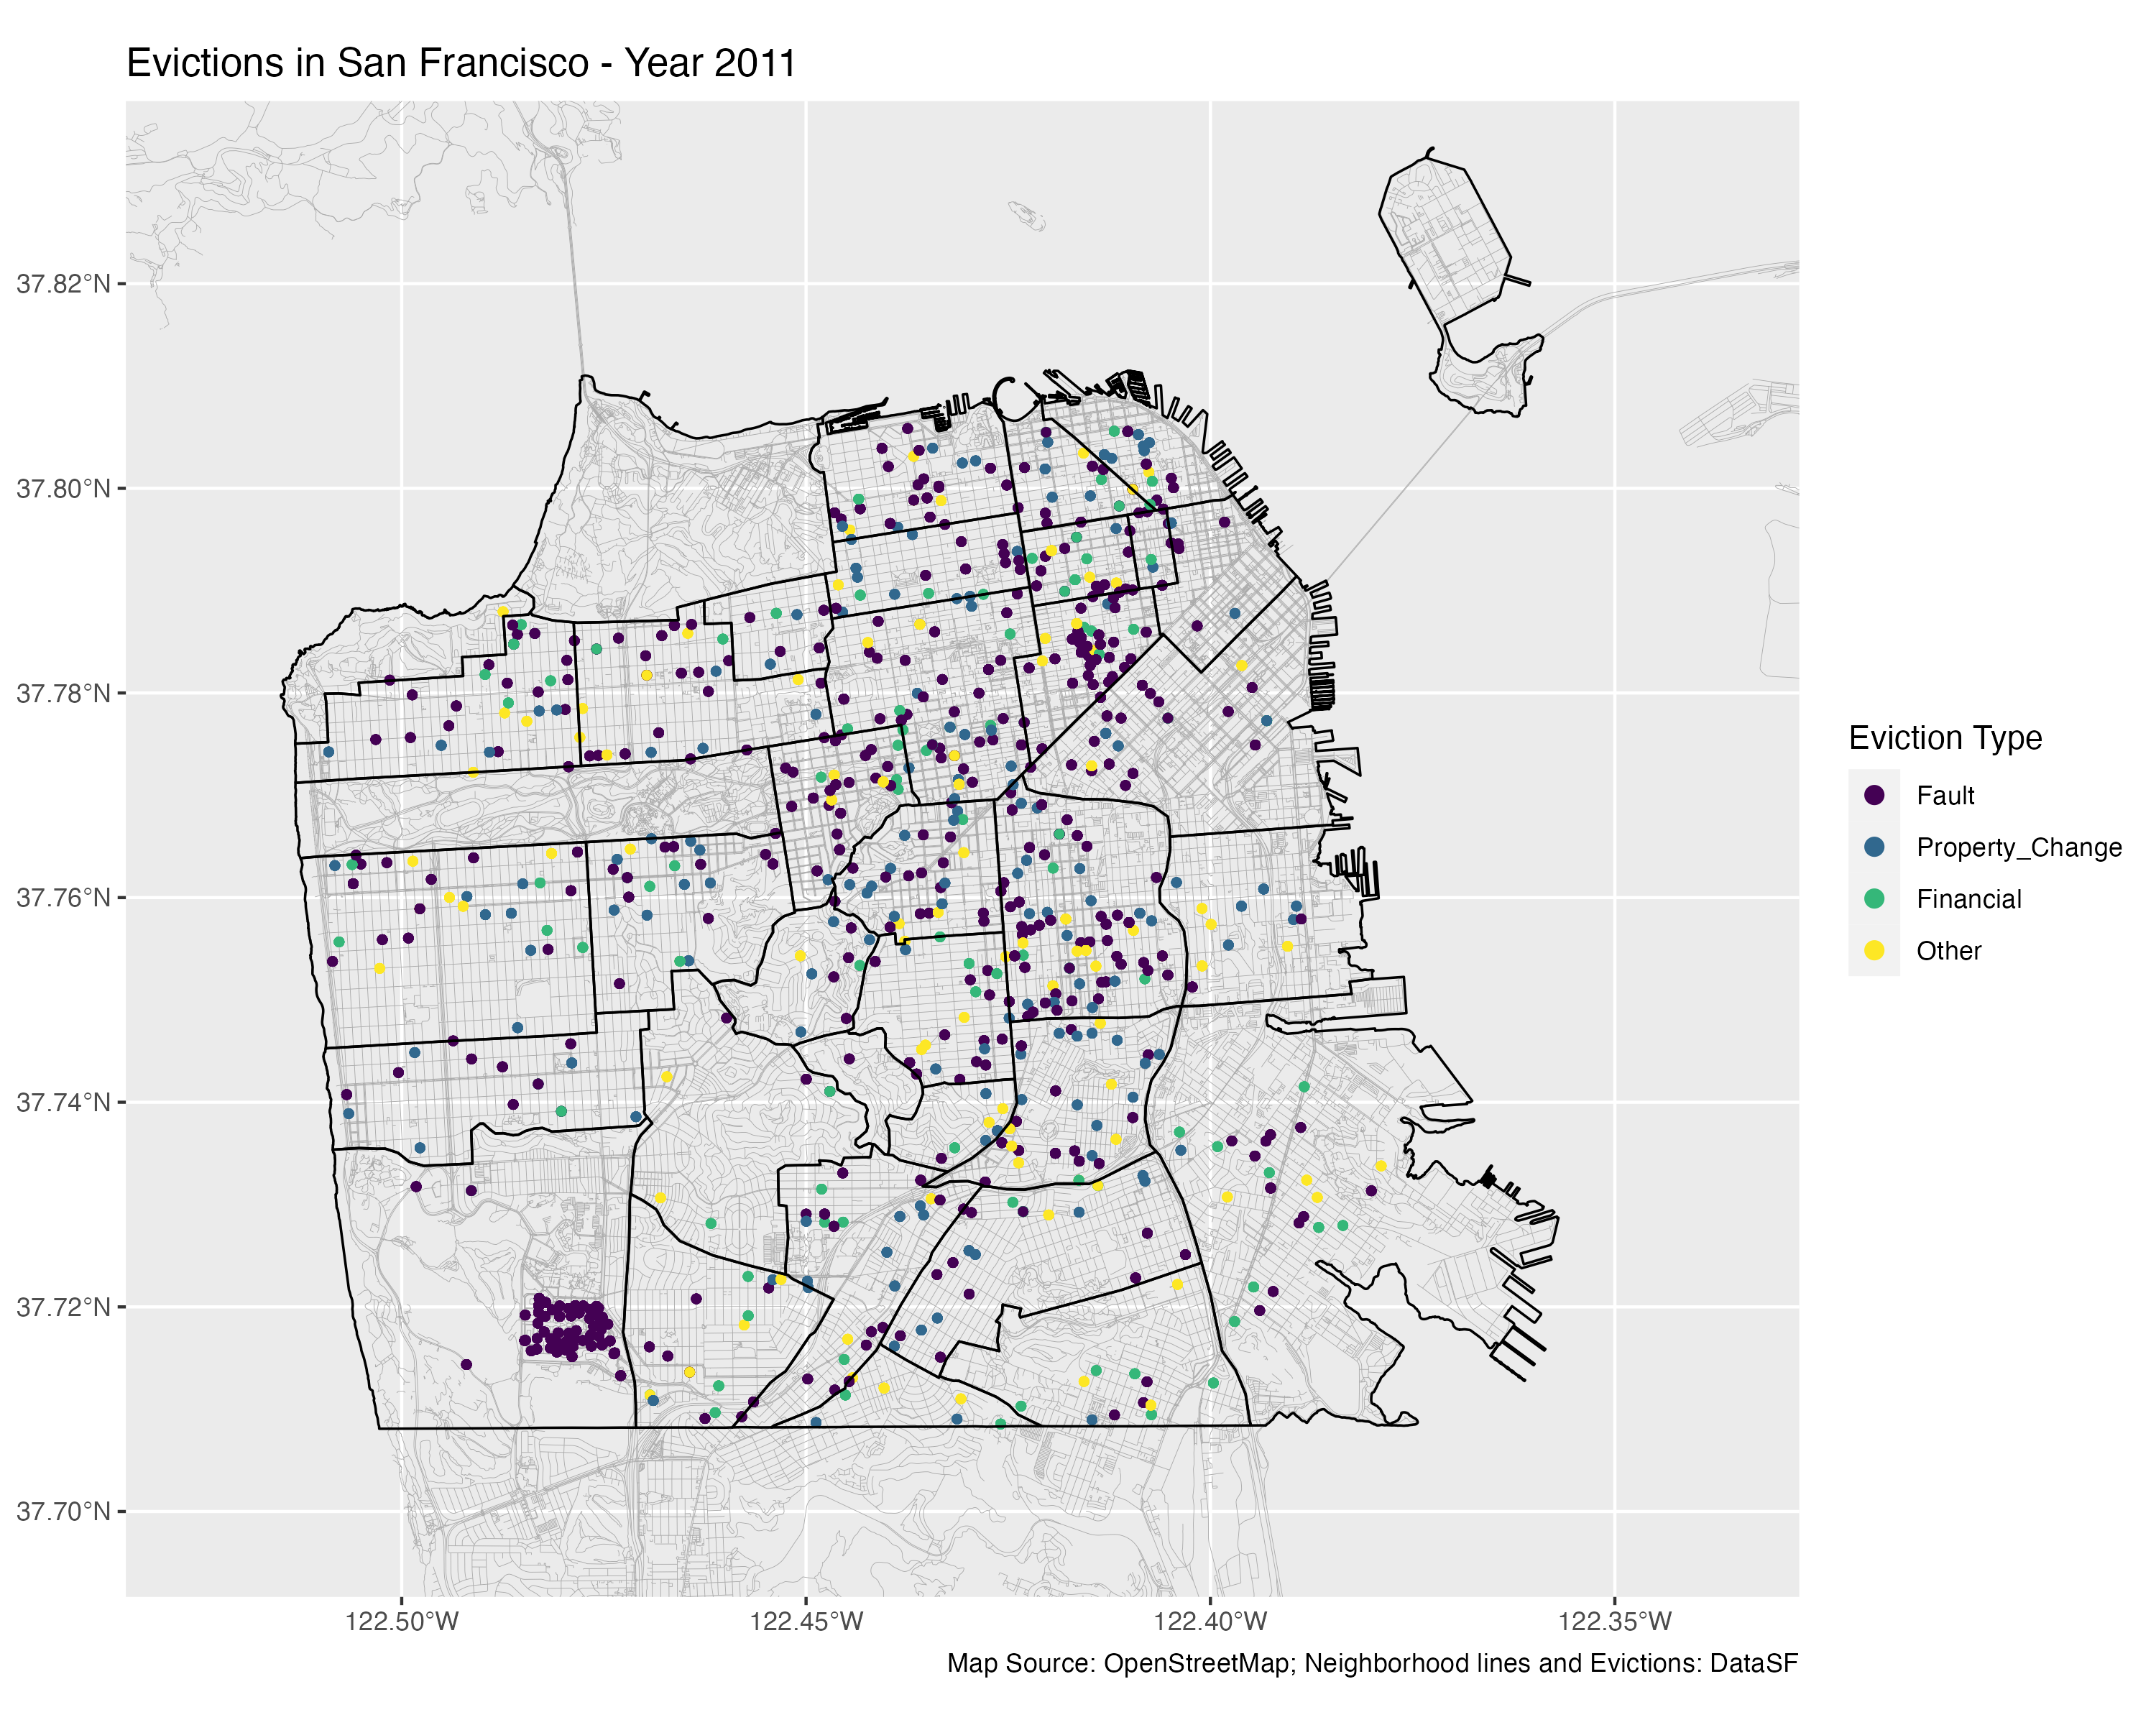 Evictions in San Francisco - Year 2011
37.82°N
37.80°N
37.78°N
37.76°N
37.74°N
37.72°N
37.70°N
122.50°W
122.45°W
122.40°W
122.35°W
Eviction Type
Fault
Property_Change
Financial
Other
Map Source: OpenStreetMap; Neighborhood lines and Evictions: DataSF